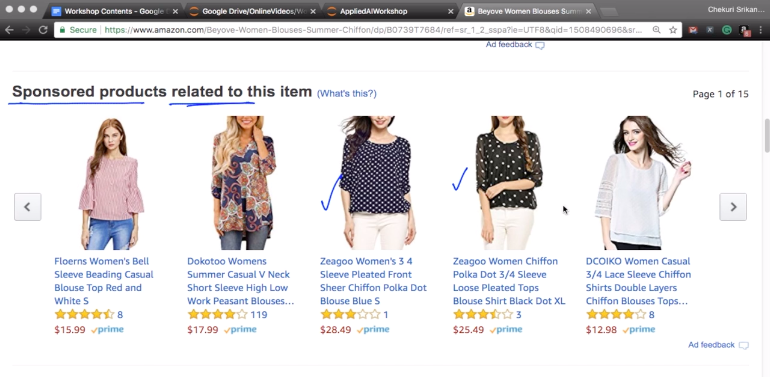 Workshop Contents - Google
Google Drive/OnlineVideos/Wo
AppliedAIWorkshop
Beyove Women Blouses Summ
Chekuri Srikan...
Secure https://www.amazon.com/Beyove-Women-Blouses-Summer-Chiffon/dp/B0739T7684/ref=sr_1_2_sspa?ie=UTF8&qid=1508490696&sr...
Ad feedback
Sponsored products related to this item (What's this?)
Page 1 of 15
Floerns Women's Bell
Sleeve Beading Casual
Blouse Top Red and
White S
8
$15.99 prime
Dokotoo Womens
Summer Casual V Neck
Short Sleeve High Low
Work Peasant Blouses...
119
$17.99 prime
Zeagoo Women's 3 4
Sleeve Pleated Front
Sheer Chiffon Polka Dot
Blouse Blue S
1
$28.49 prime
Zeagoo Women Chiffon
Polka Dot 3/4 Sleeve
Loose Pleated Tops
Blouse Shirt Black Dot XL
3
$25.49 prime
DCOIKO Women Casual
3/4 Lace Sleeve Chiffon
Shirts Double Layers
Chiffon Blouses Tops...
8
$12.98 prime
Ad feedback